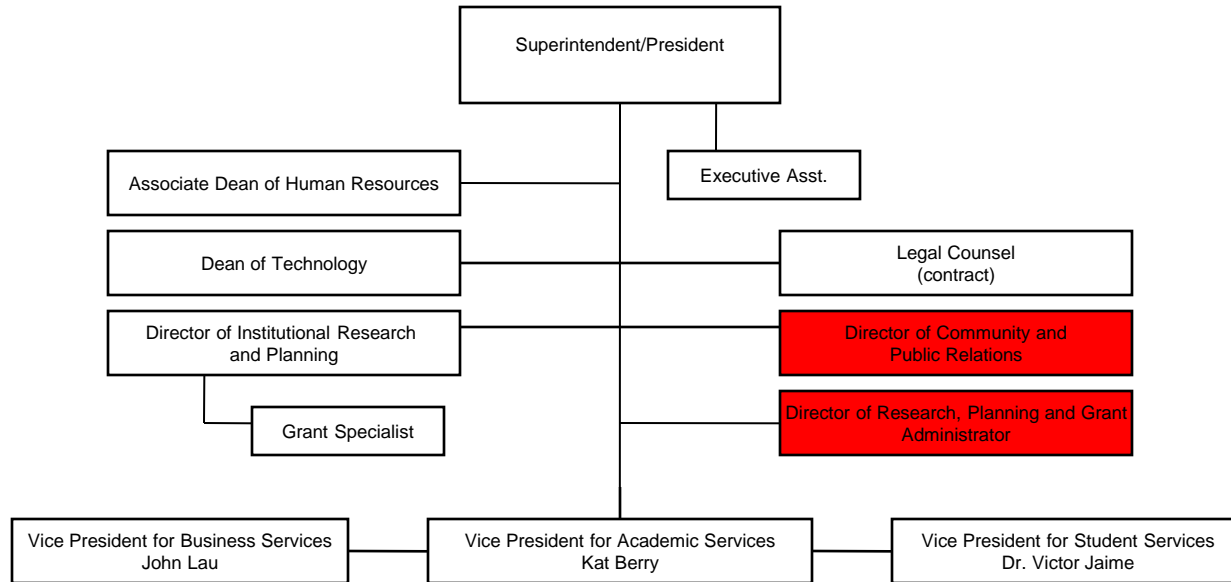 Superintendent/President
Executive Asst.
Associate Dean of Human Resources
Dean of Technology
Legal Counsel
(contract)
Director of Institutional Research
and Planning
Director of Community and
Public Relations
Grant Specialist
Director of Research, Planning and Grant
Administrator
Vice President for Business Services
John Lau
Vice President for Academic Services
Kat Berry
Vice President for Student Services
Dr. Victor Jaime